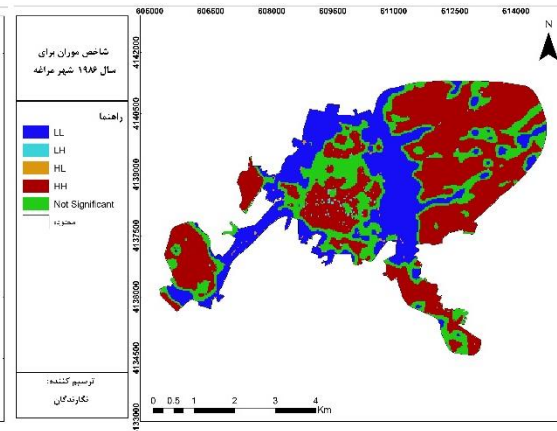 شاخص موران برای
سال ۱۹۸۶ شهر مراغه
راهنما
LL
LH
HL
HH
Not Significant
محدوده
ترسیم کننده:
نگارندگان
606000 606500 608000 609500 611000 612500 614000
4142000
4140500
4139000
4137500
4136000
4134500
133000
N
0 0.5 1 2 3 4
Km